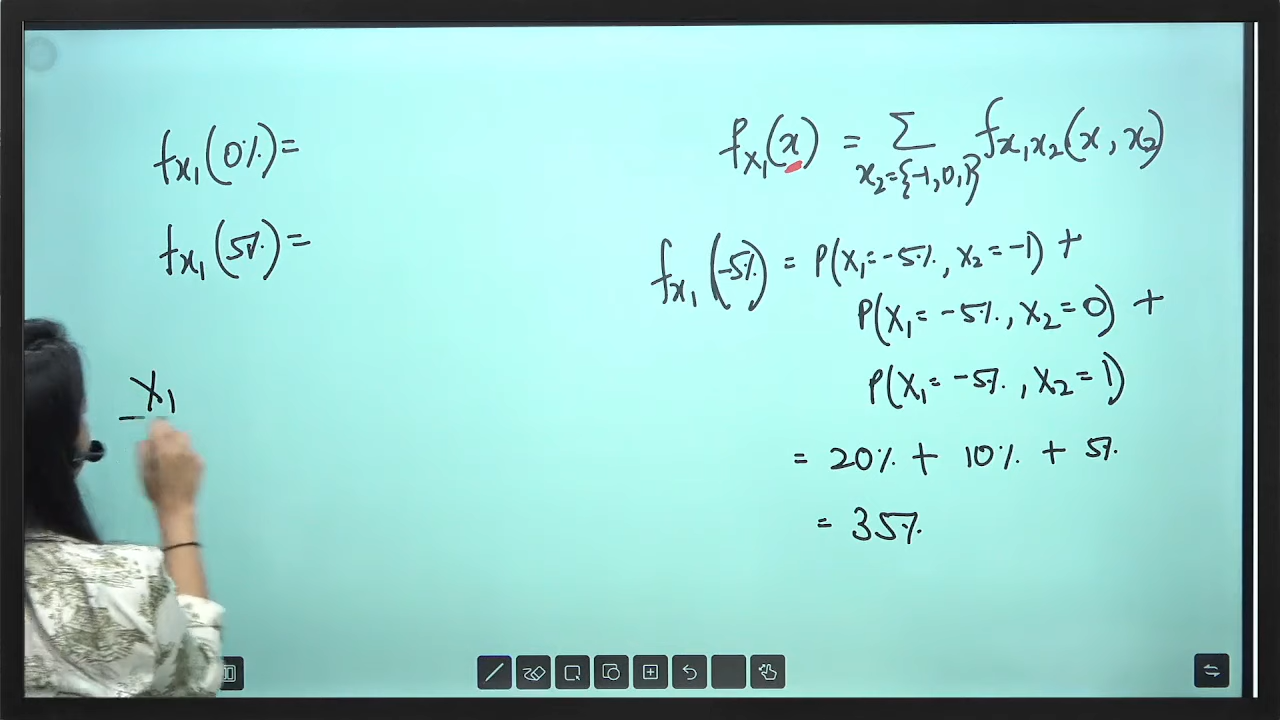 fx₁(0%)=
fx₁(5%)=
X₁
fX₁(x) = Σ x₂={-1,0,1} fx₁x₂(x, x₂)
fx₁(-5%) = P(X₁=-5%, X₂=-1) +
P(X₁=-5%, X₂=0) +
P(X₁=-5%, X₂=1)
= 20% + 10% + 5%
= 35%